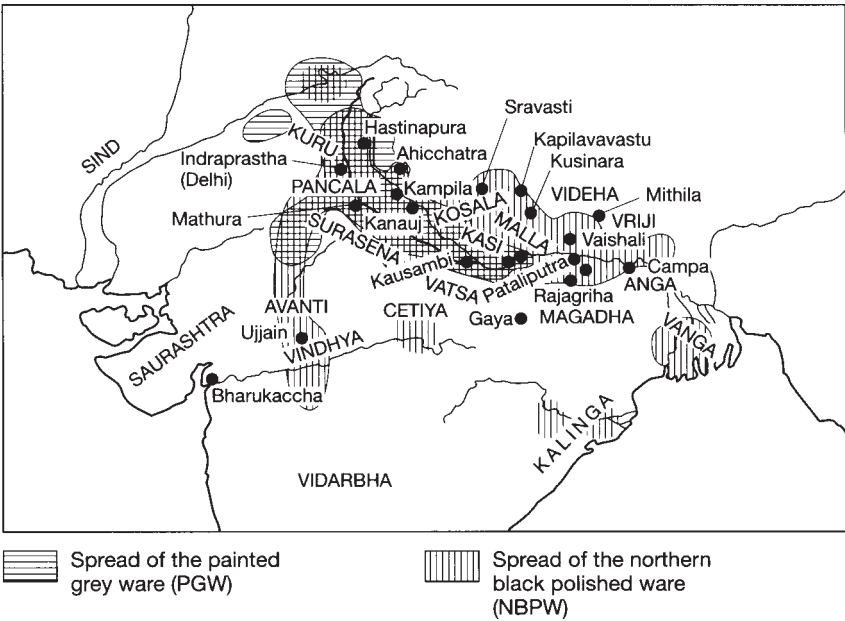 Sravasti
Hastinapura
Kapilavavastu
KURU
SIND
Ahicchatra
Kusinara
Indraprastha
(Delhi)
PANCALA
Kampila
VIDEHA
Mithila
KOSALA
Mathura
Kanauj
MALLA
VRIJI
SURASENA
KASI
Vaishali
Kausambi
Pataliputra
Campa
VATSA
ANGA
Rajagriha
AVANTI
CETIYA
Gaya
MAGADHA
Ujjain
VINDHYA
VANGA
SAURASHTRA
Bharukaccha
KALINGA
VIDARBHA
Spread of the painted
grey ware (PGW)
Spread of the northern
black polished ware
(NBPW)